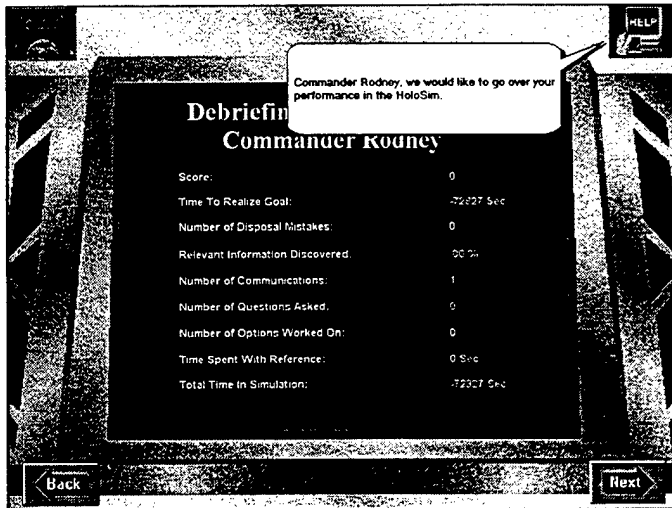 HELP
Commander Rodney, we would like to go over your
performance in the HoloSim.
Debriefin
Commander Rodney
Score: 0
Time To Realize Goal: Sec
Number of Disposal Mistakes: 0
Relevant Information Discovered:
Number of Communications: 1
Number of Questions Asked: 0
Number of Options Worked On: 0
Time Spent With Reference: 0 Sec
Total Time In Simulation: Sec
Back
Next